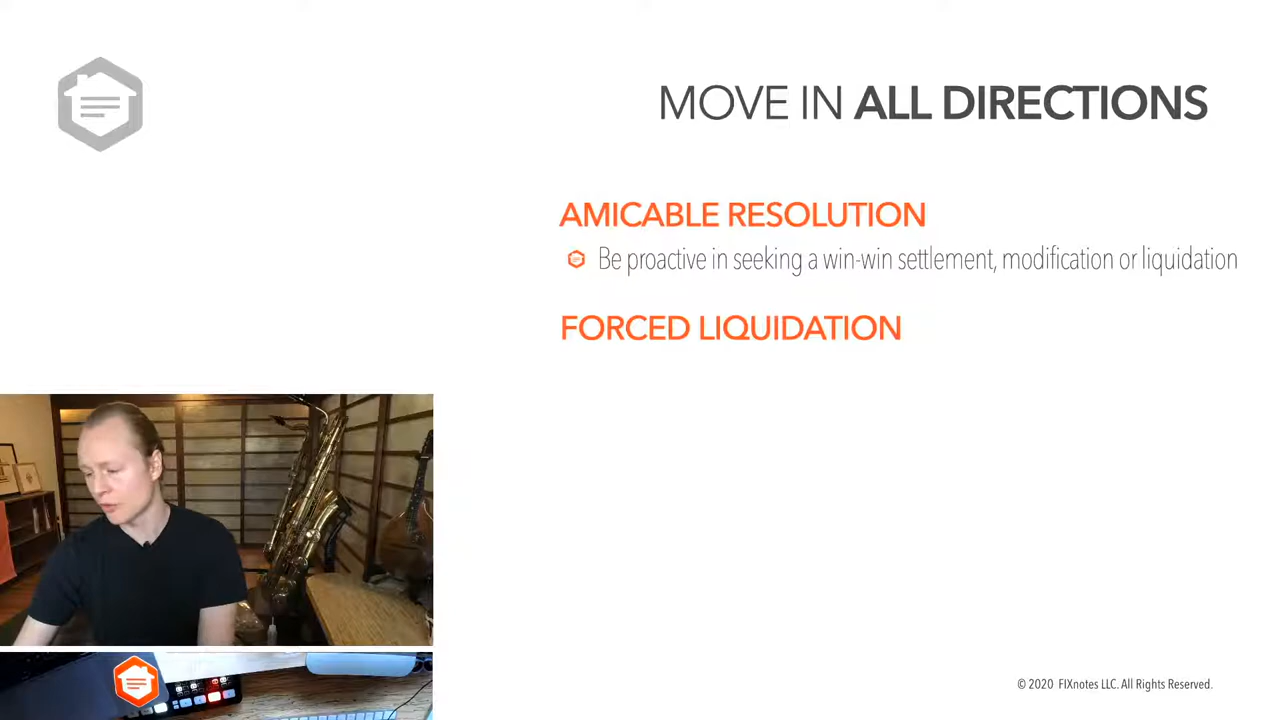 MOVE IN ALL DIRECTIONS
AMICABLE RESOLUTION
Be proactive in seeking a win-win settlement, modification or liquidation
FORCED LIQUIDATION
© 2020 FIXnotes LLC. All Rights Reserved.